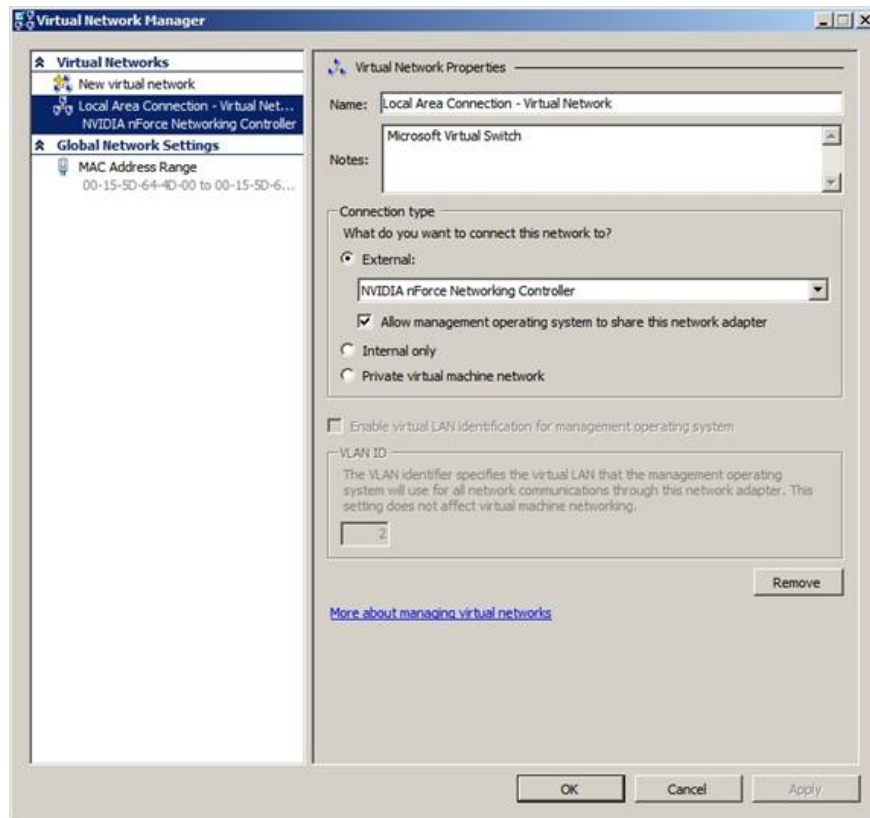 Virtual Network Manager
Virtual Networks
New virtual network
Local Area Connection - Virtual Net...
NVIDIA nForce Networking Controller
Global Network Settings
MAC Address Range
00-15-5D-64-4D-00 to 00-15-5D-6...
Virtual Network Properties
Name: Local Area Connection - Virtual Network
Notes: Microsoft Virtual Switch
Connection type
What do you want to connect this network to?
External:
NVIDIA nForce Networking Controller
Allow management operating system to share this network adapter
Internal only
Private virtual machine network
Enable virtual LAN identification for management operating system
VLAN ID
The VLAN identifier specifies the virtual LAN that the management operating
system will use for all network communications through this network adapter. This
setting does not affect virtual machine networking.
2
Remove
More about managing virtual networks
OK Cancel Apply